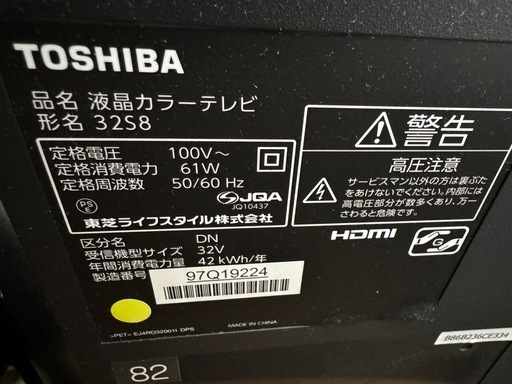 TOSHIBA
品名 液晶カラーテレビ
形名 32S8
定格電圧 100V～
定格消費電力 61W
定格周波数 50/60 Hz
PS
E
JQA
JQ10437
東芝ライフスタイル株式会社
区分名 DN
受信機型サイズ 32V
年間消費電力量 42 kWh/年
製造番号 97Q19224
>PET< EJ4RO32001I DPS
MADE IN CHINA
82
警告
高圧注意
サービスマン以外の方は裏ぶた
をあけないでください。内部には
高電圧部分が数多くあり、万一
さわると危険です。
HDMI
G
B86B236CE334